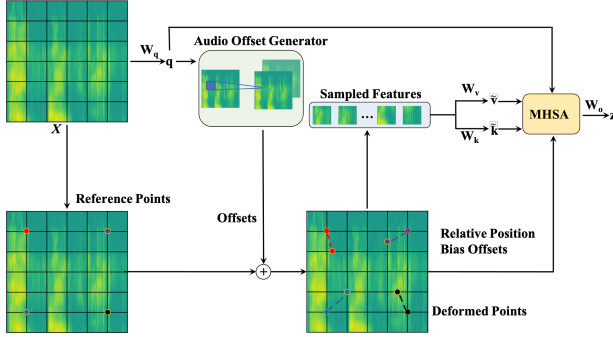 Audio Offset Generator
W_q
q
X
Sampled Features
W_v
ṽ
W_k
k̃
MHSA
W_o
z
Reference Points
Offsets
+
Relative Position
Bias Offsets
Deformed Points